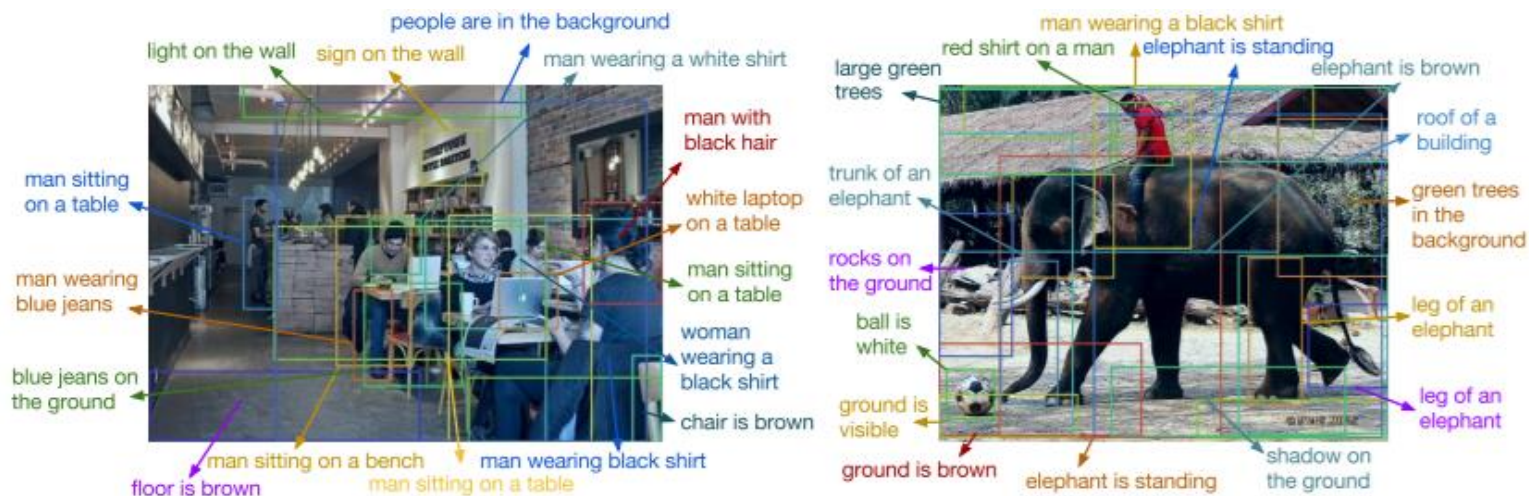 people are in the background
light on the wall
sign on the wall
man wearing a white shirt
man with
black hair
man sitting
on a table
white laptop
on a table
man wearing
blue jeans
man sitting
on a table
woman
wearing a
black shirt
blue jeans on
the ground
chair is brown
man sitting on a bench
man wearing black shirt
floor is brown
man sitting on a table
man wearing a black shirt
red shirt on a man
elephant is standing
large green
trees
elephant is brown
roof of a
building
trunk of an
elephant
green trees
in the
background
rocks on
the ground
leg of an
elephant
ball is
white
leg of an
elephant
ground is
visible
ground is brown
elephant is standing
shadow on
the ground